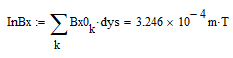 InBx := ∑ₖ Bx0ₖ·dys = 3.246 × 10⁻⁴ m·T